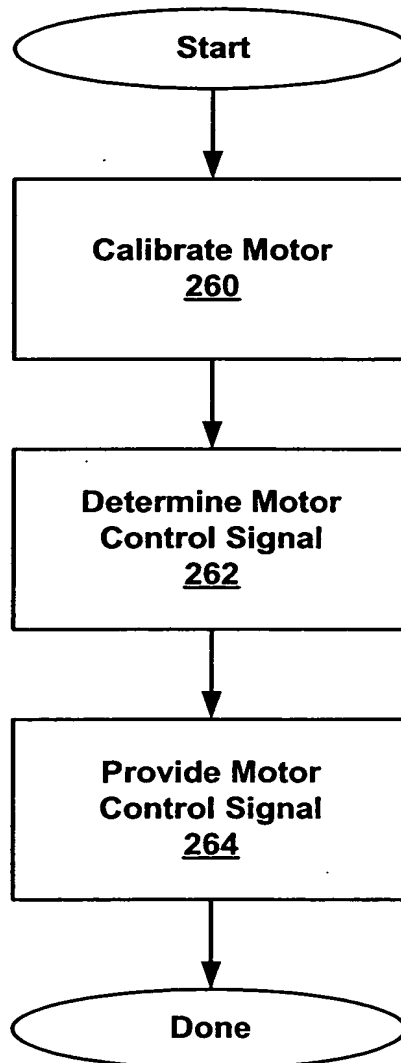 Start
Calibrate Motor
260
Determine Motor
Control Signal
262
Provide Motor
Control Signal
264
Done